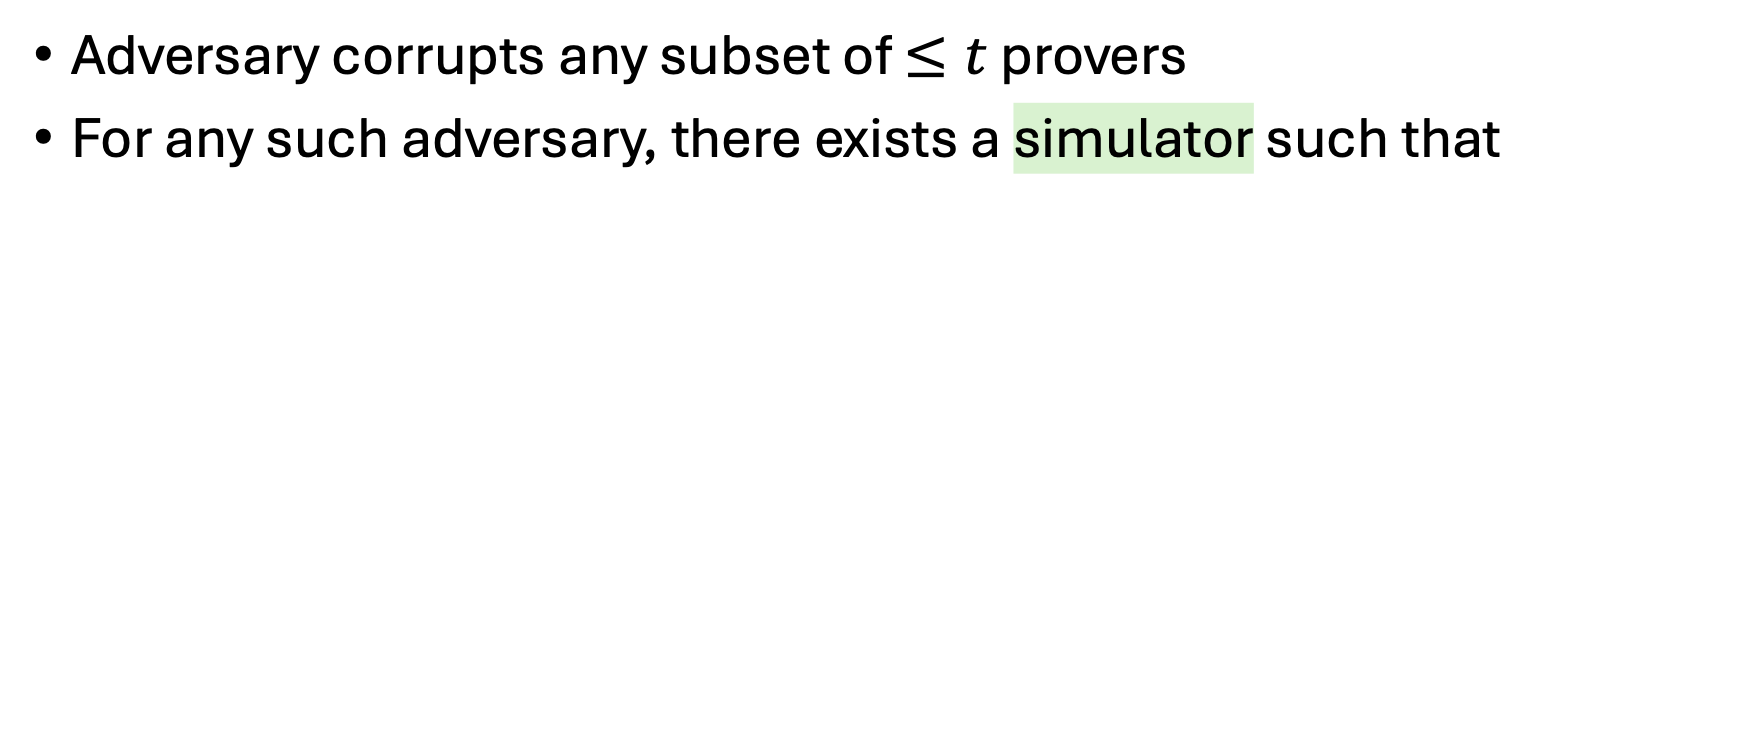 • Adversary corrupts any subset of ≤ t provers
• For any such adversary, there exists a simulator such that